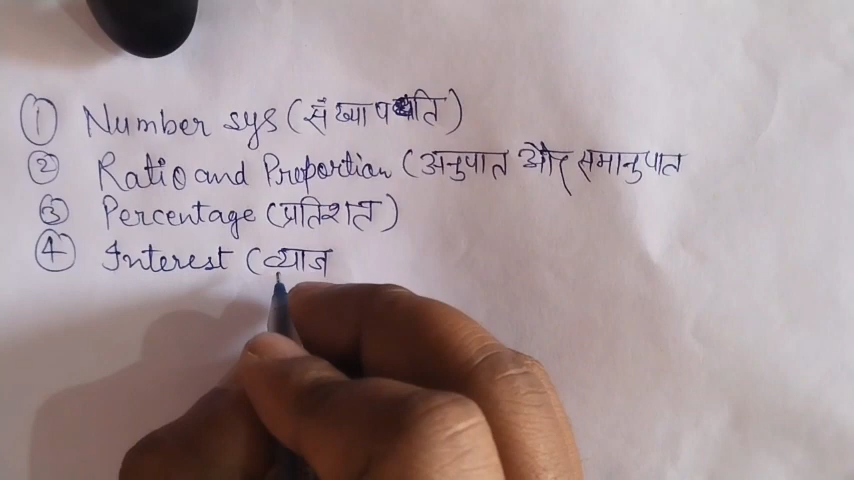 ① Number sys (संख्या पद्धति)
② Ratio and Proportion (अनुपात और समानुपात
③ Percentage (प्रतिशत)
④ Interest (ब्याज